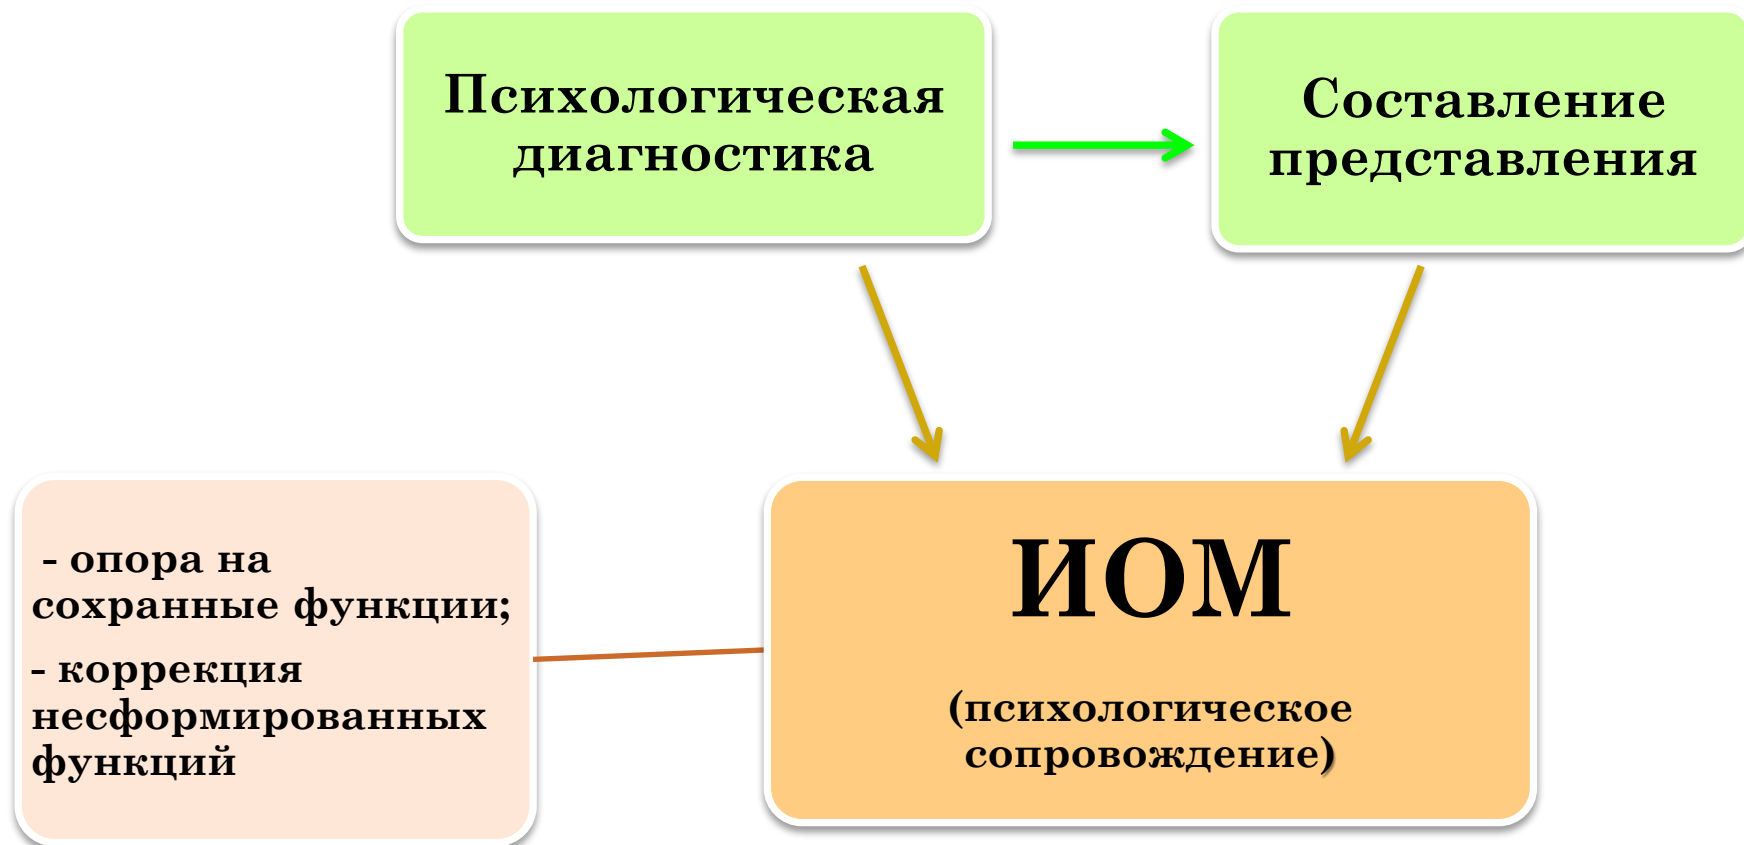 Психологическая
диагностика
Составление
представления
- опора на
сохранные функции;
- коррекция
несформированных
функций
ИОМ
(психологическое
сопровождение)